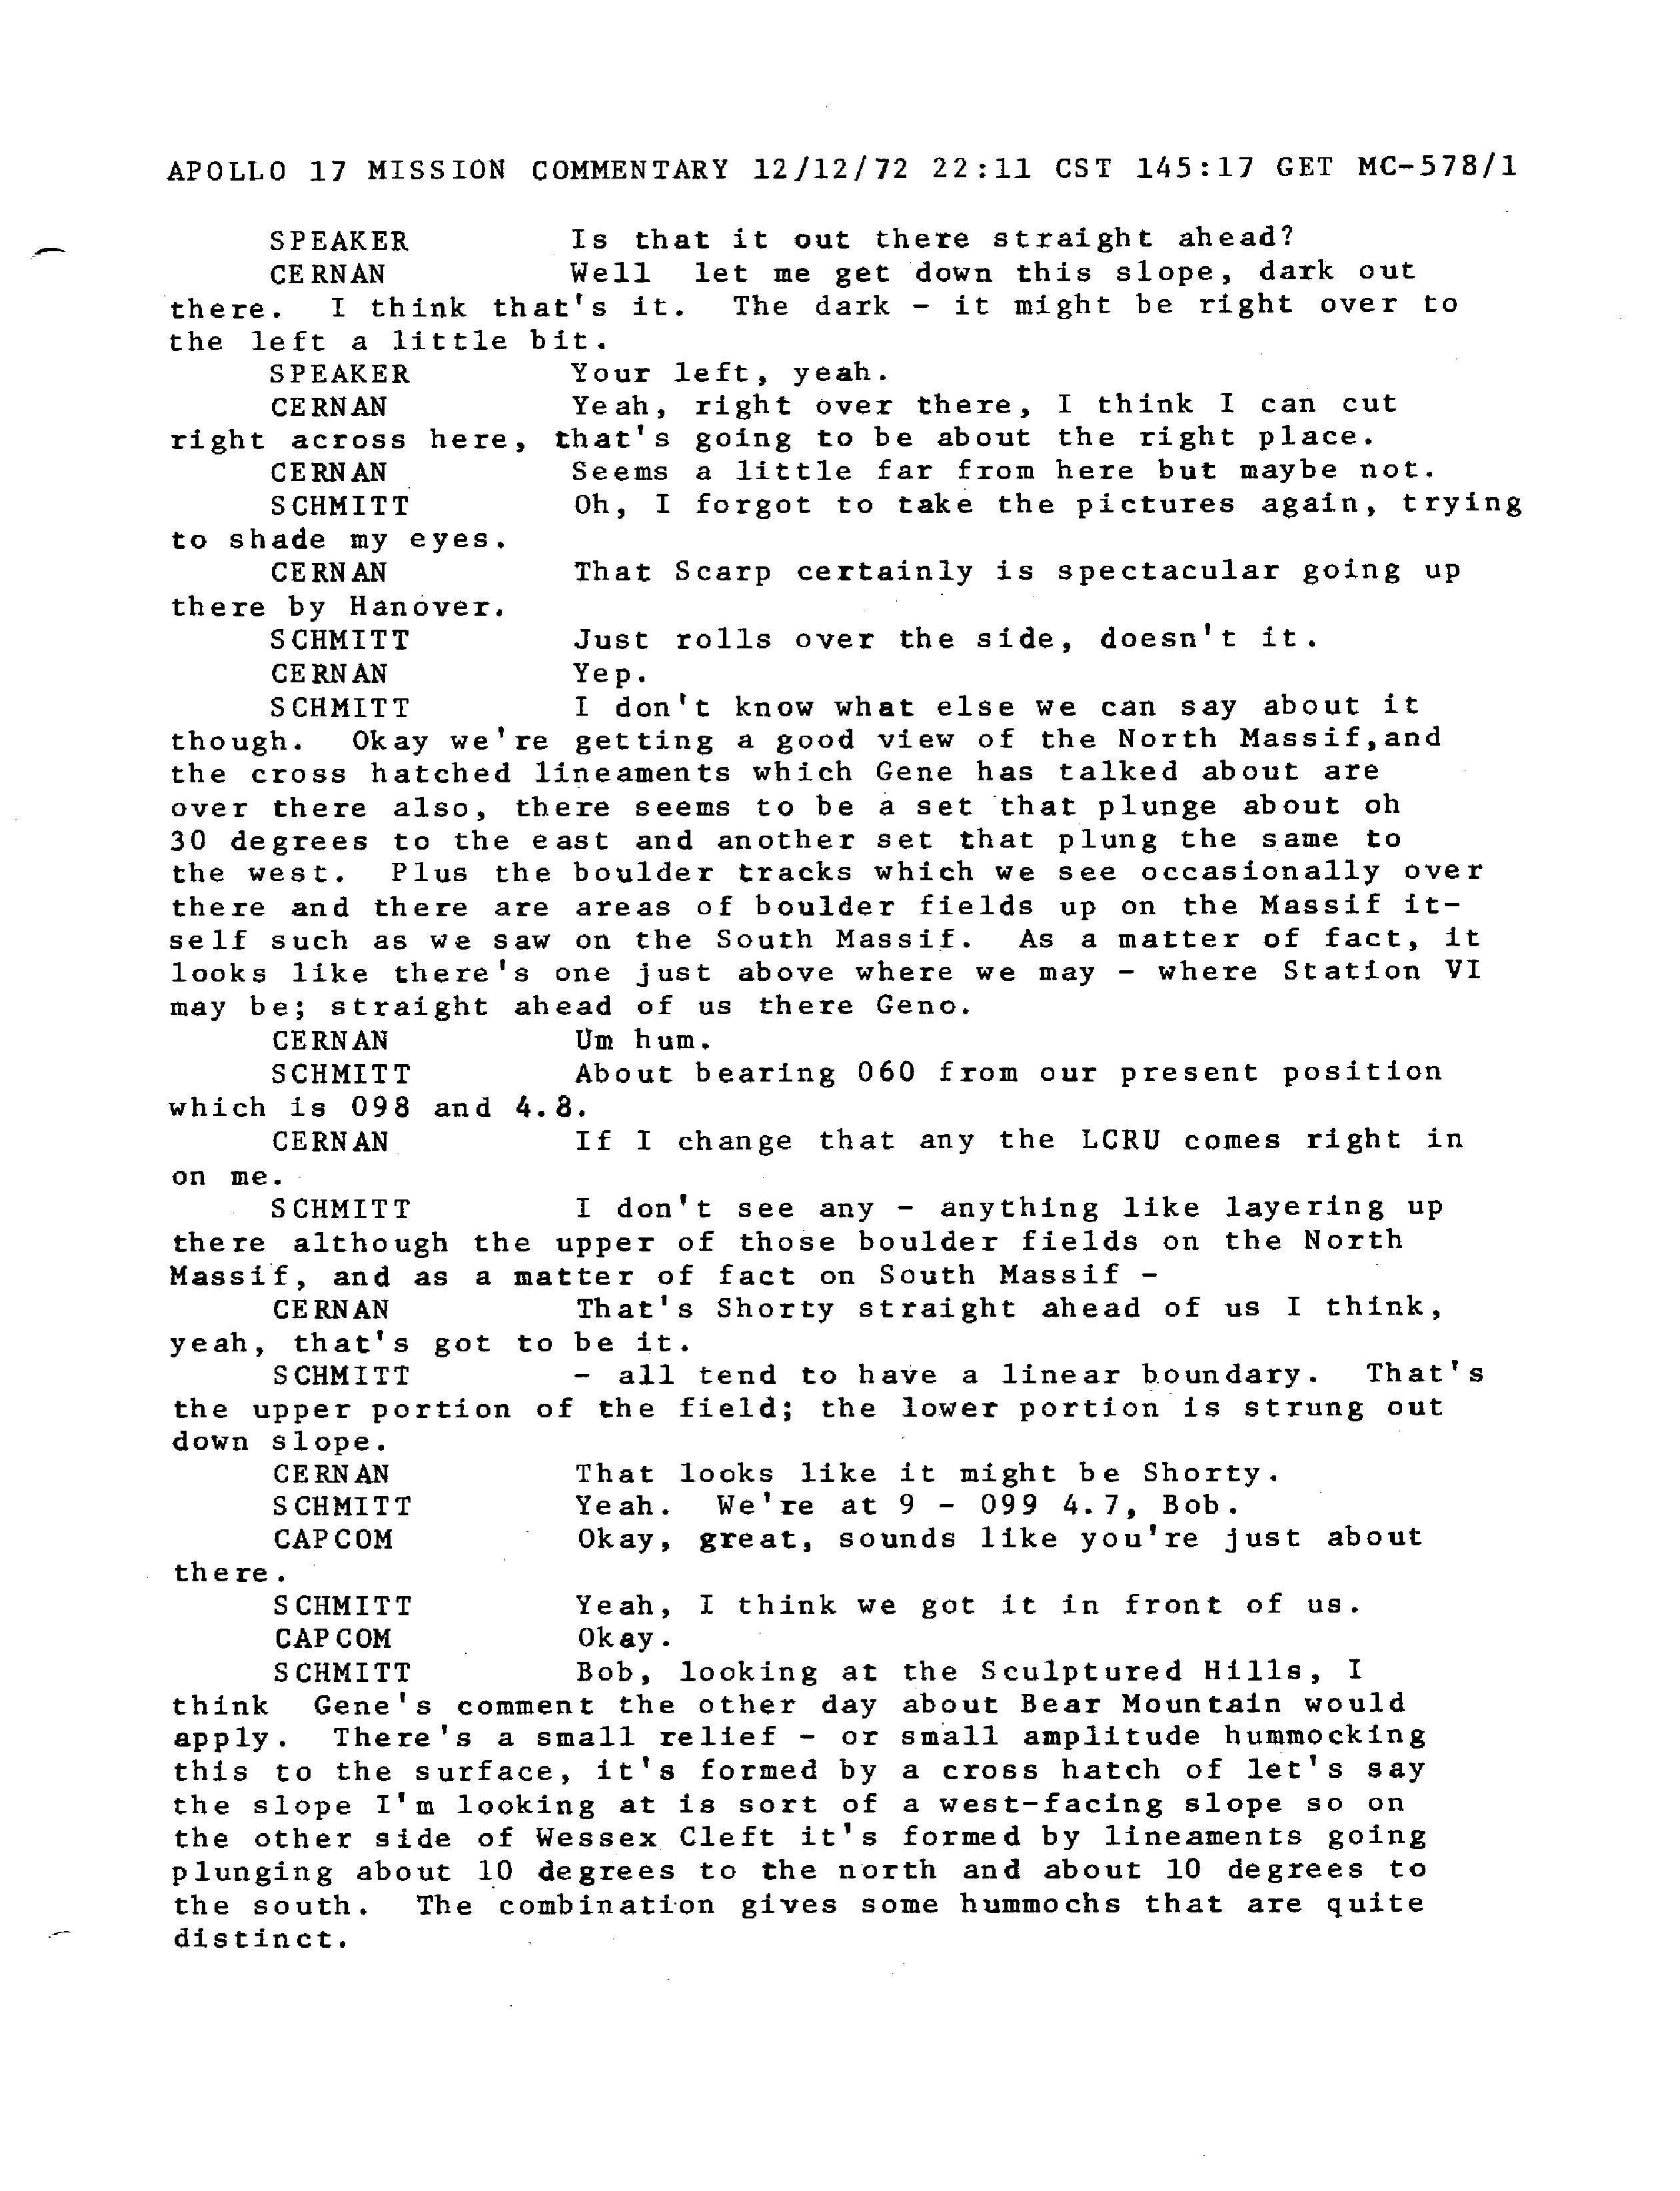 APOLLO 17 MISSION COMMENTARY 12/12/72 22:11 CST 145:17 GET MC-578/1
SPEAKER Is that it out there straight ahead?
CERNAN Well let me get down this slope, dark out
there. I think that's it. The dark - it might be right over to
the left a little bit.
SPEAKER Your left, yeah.
CERNAN Yeah, right over there, I think I can cut
right across here, that's going to be about the right place.
CERNAN Seems a little far from here but maybe not.
SCHMITT Oh, I forgot to take the pictures again, trying
to shade my eyes.
CERNAN That Scarp certainly is spectacular going up
there by Hanover.
SCHMITT Just rolls over the side, doesn't it.
CERNAN Yep.
SCHMITT I don't know what else we can say about it
though. Okay we're getting a good view of the North Massif,and
the cross hatched lineaments which Gene has talked about are
over there also, there seems to be a set that plunge about oh
30 degrees to the east and another set that plung the same to
the west. Plus the boulder tracks which we see occasionally over
there and there are areas of boulder fields up on the Massif it-
self such as we saw on the South Massif. As a matter of fact, it
looks like there's one just above where we may - where Station VI
may be; straight ahead of us there Geno.
CERNAN Um hum.
SCHMITT About bearing 060 from our present position
which is 098 and 4.8.
CERNAN If I change that any the LCRU comes right in
on me.
SCHMITT I don't see any - anything like layering up
there although the upper of those boulder fields on the North
Massif, and as a matter of fact on South Massif -
CERNAN That's Shorty straight ahead of us I think,
yeah, that's got to be it.
SCHMITT - all tend to have a linear boundary. That's
the upper portion of the field; the lower portion is strung out
down slope.
CERNAN That looks like it might be Shorty.
SCHMITT Yeah. We're at 9 - 099 4.7, Bob.
CAPCOM Okay, great, sounds like you're just about
there.
SCHMITT Yeah, I think we got it in front of us.
CAPCOM Okay.
SCHMITT Bob, looking at the Sculptured Hills, I
think Gene's comment the other day about Bear Mountain would
apply. There's a small relief - or small amplitude hummocking
this to the surface, it's formed by a cross hatch of let's say
the slope I'm looking at is sort of a west-facing slope so on
the other side of Wessex Cleft it's formed by lineaments going
plunging about 10 degrees to the north and about 10 degrees to
the south. The combination gives some hummochs that are quite
distinct.